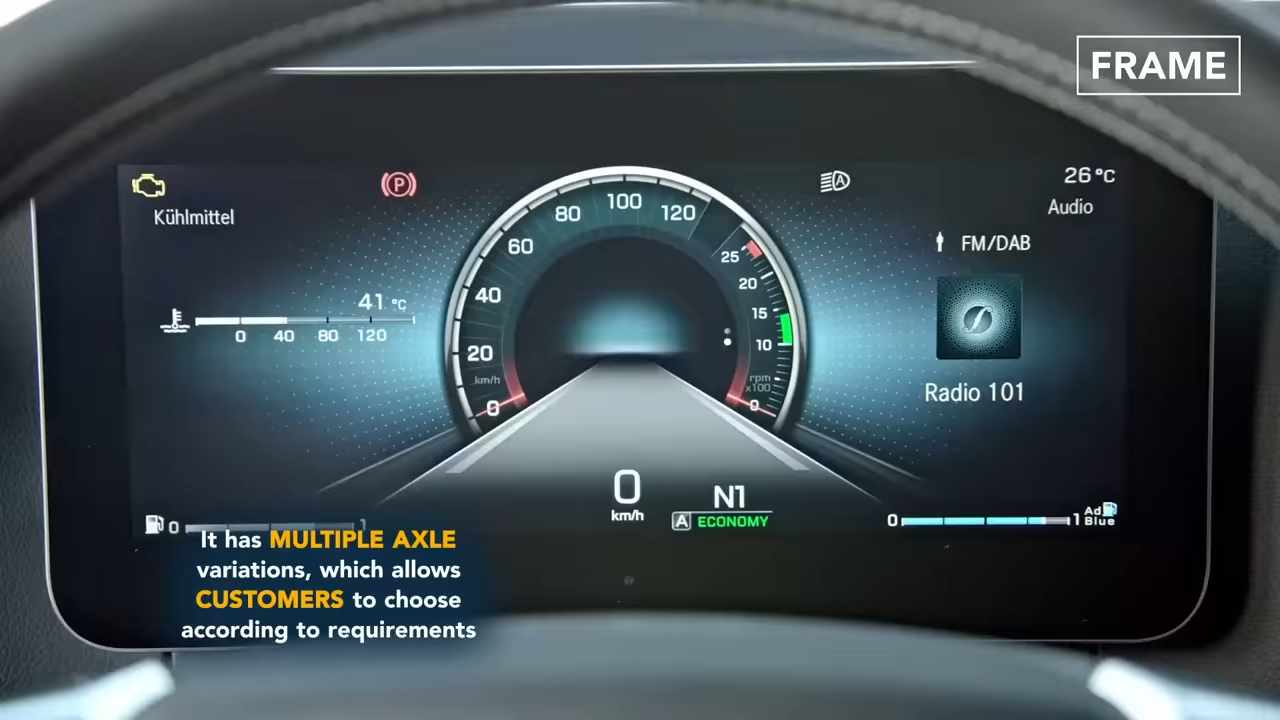 FRAME
26 °C
Kühlmittel
Audio
FM/DAB
41 °C
0 40 80 120
Radio 101
0 20 40 60 80 100 120
km/h
25
20
15
10
rpm
x100
0
P
A
0
km/h
N1
A ECONOMY
0 1
0 1 Ad Blue
It has MULTIPLE AXLE
variations, which allows
CUSTOMERS to choose
according to requirements